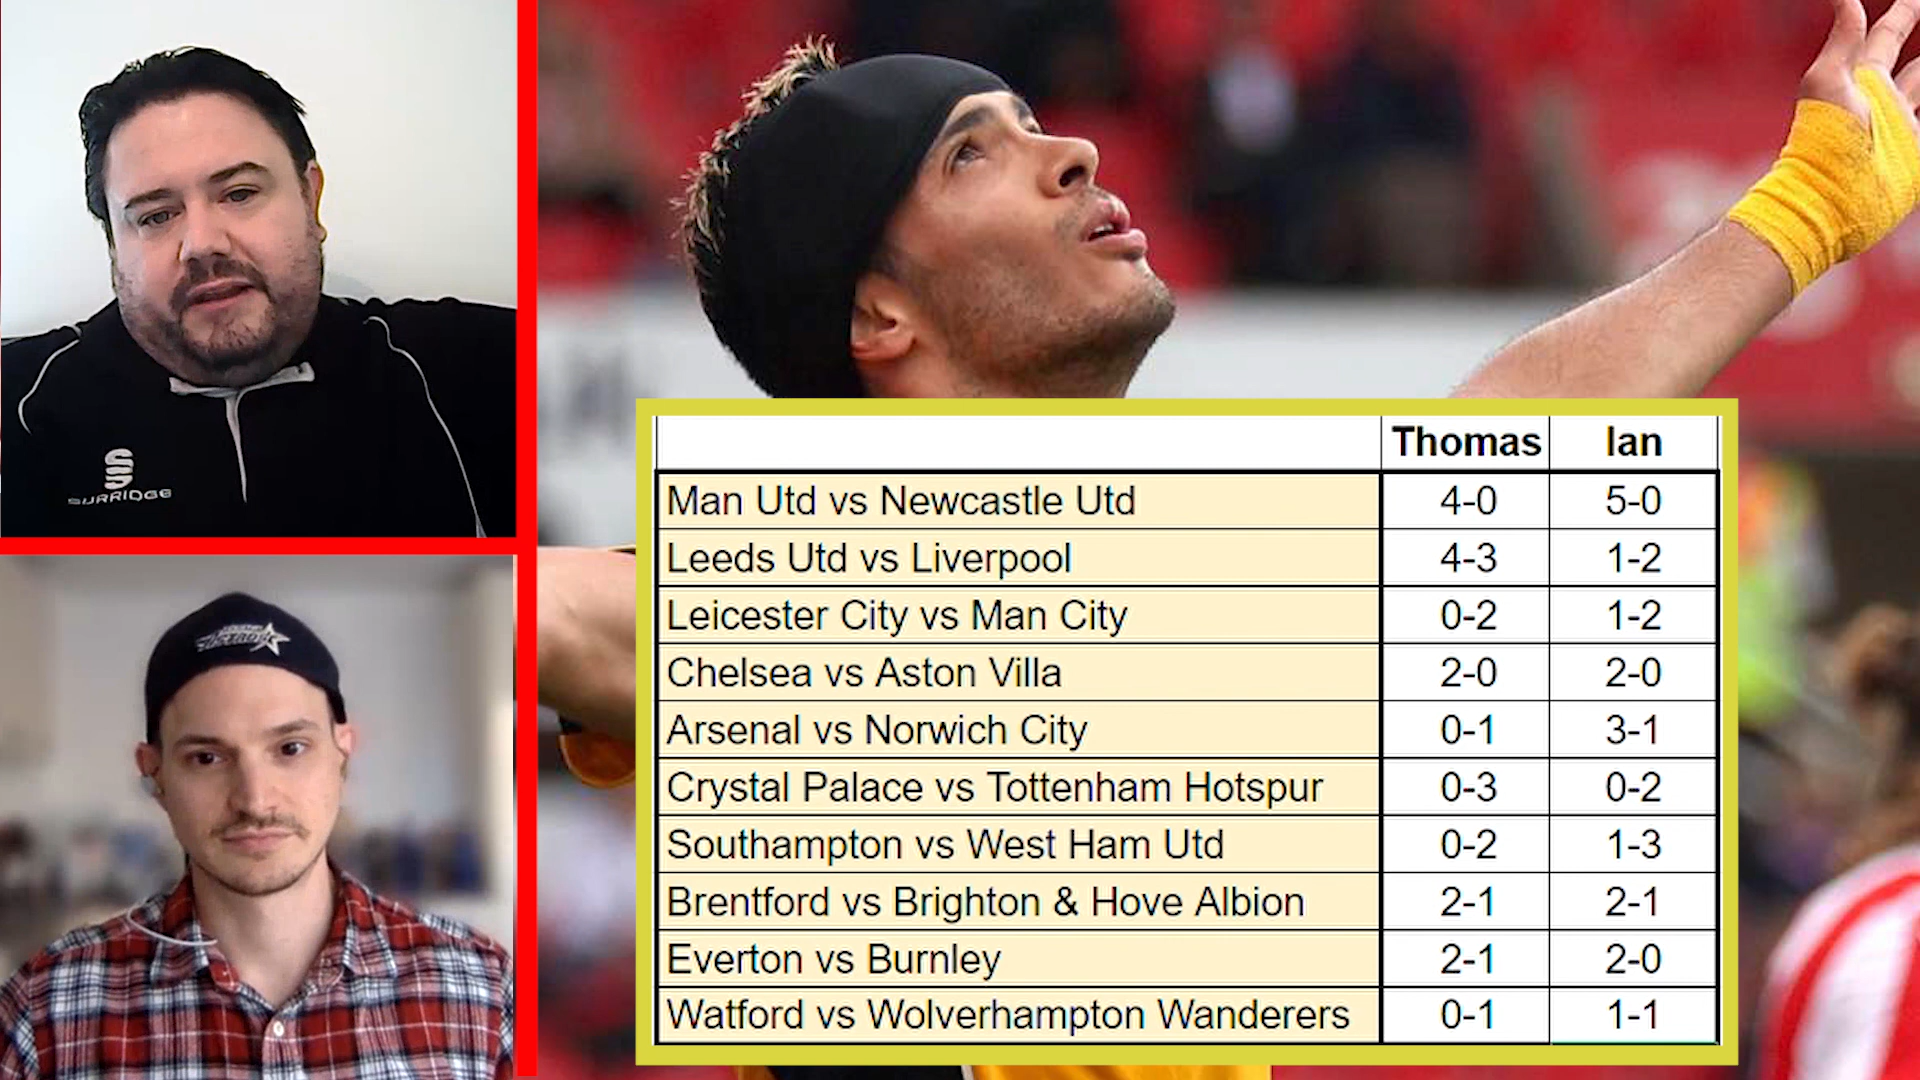 SURRIDGE
Thomas Ian
Man Utd vs Newcastle Utd 4-0 5-0
Leeds Utd vs Liverpool 4-3 1-2
Leicester City vs Man City 0-2 1-2
Chelsea vs Aston Villa 2-0 2-0
Arsenal vs Norwich City 0-1 3-1
Crystal Palace vs Tottenham Hotspur 0-3 0-2
Southampton vs West Ham Utd 0-2 1-3
Brentford vs Brighton & Hove Albion 2-1 2-1
Everton vs Burnley 2-1 2-0
Watford vs Wolverhampton Wanderers 0-1 1-1